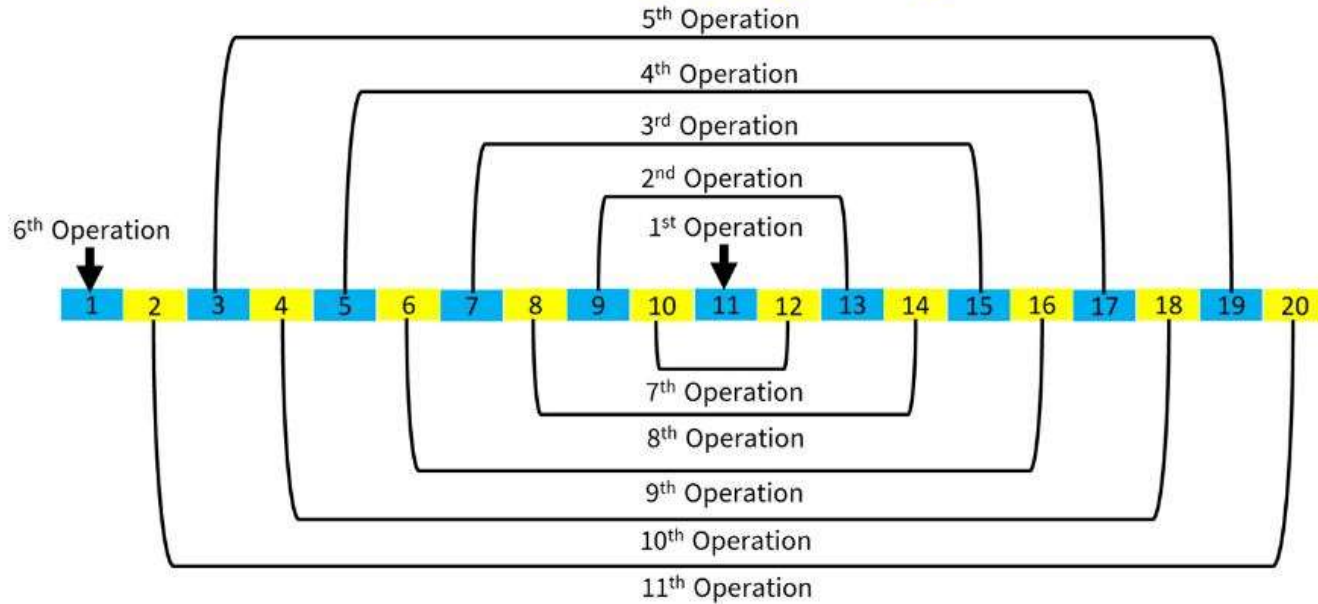 5th Operation
4th Operation
3rd Operation
2nd Operation
6th Operation
1st Operation
1 2 3 4 5 6 7 8 9 10 11 12 13 14 15 16 17 18 19 20
7th Operation
8th Operation
9th Operation
10th Operation
11th Operation